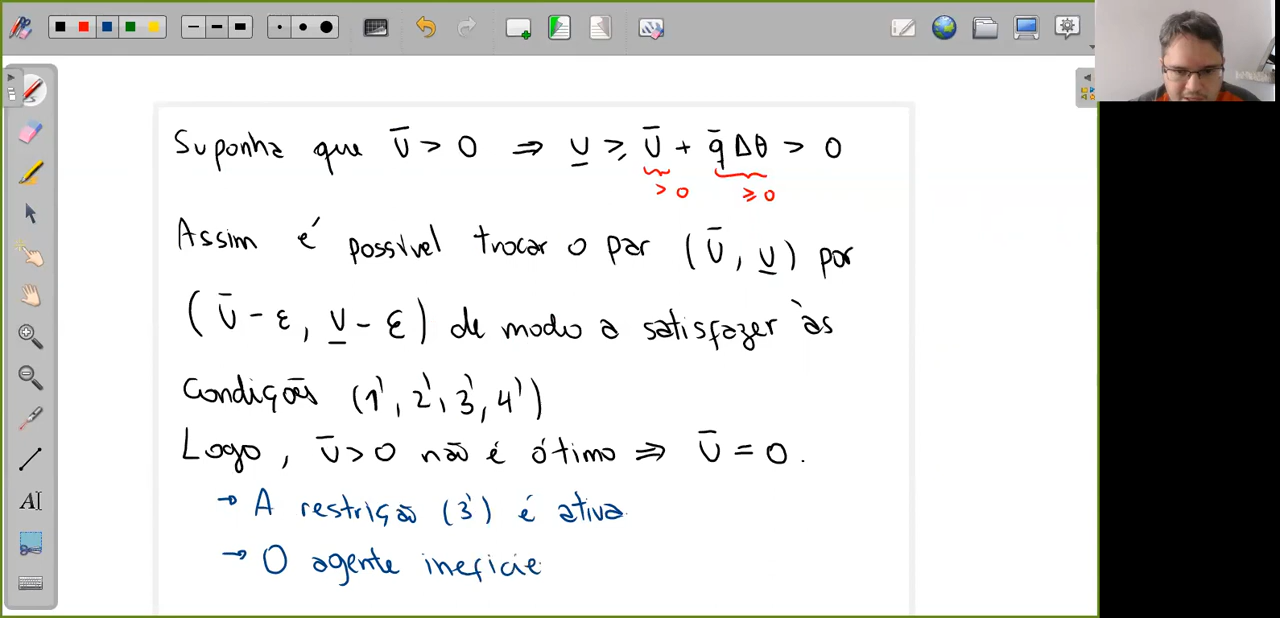 Suponha que Ū > 0 ⇒ U̲ ≥ Ū + q̄ Δθ > 0
> 0 ≥ 0
Assim é possível trocar o par (Ū, U̲) por
(Ū - ε, U̲ - ε) de modo a satisfazer às
Condições (1', 2', 3', 4')
Logo, Ū > 0 não é ótimo ⇒ Ū = 0.
→ A restrição (3') é ativa
→ O agente ineficie